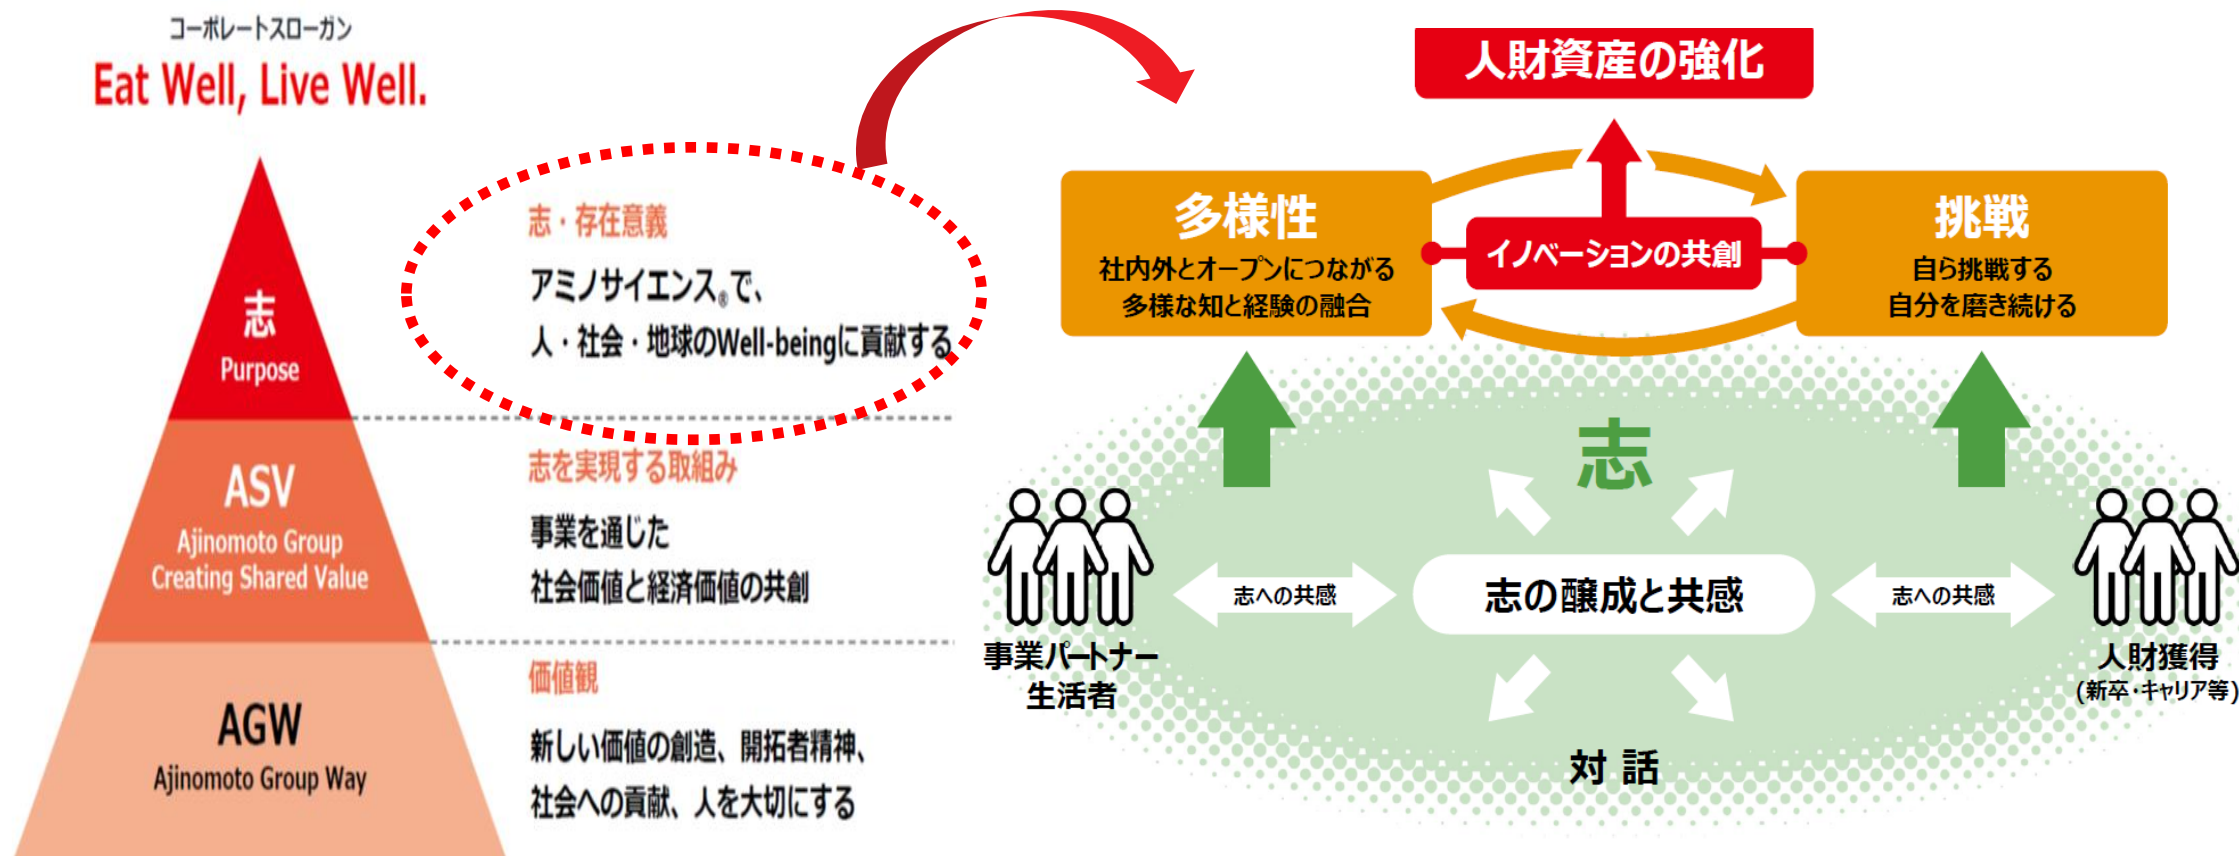 コーポレートスローガン
Eat Well, Live Well.
志
Purpose
志・存在意義
アミノサイエンス®で、
人・社会・地球のWell-beingに貢献する
ASV
Ajinomoto Group
Creating Shared Value
志を実現する取組み
事業を通じた
社会価値と経済価値の共創
AGW
Ajinomoto Group Way
価値観
新しい価値の創造、開拓者精神、
社会への貢献、人を大切にする
人財資産の強化
多様性
社内外とオープンにつながる
多様な知と経験の融合
イノベーションの共創
挑戦
自ら挑戦する
自分を磨き続ける
志
事業パートナー
生活者
志への共感
志の醸成と共感
志への共感
人財獲得
(新卒・キャリア等)
対 話